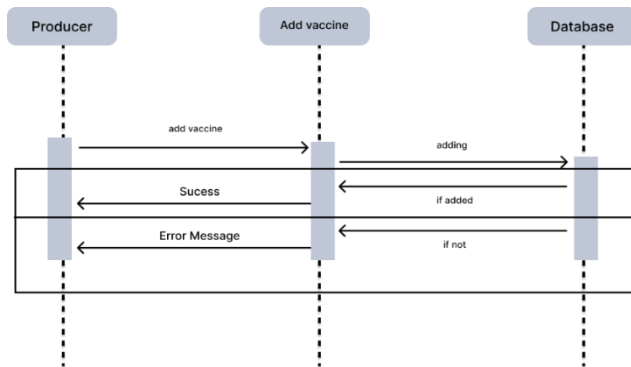 Producer
Add vaccine
Database
add vaccine
adding
Sucess
if added
Error Message
if not